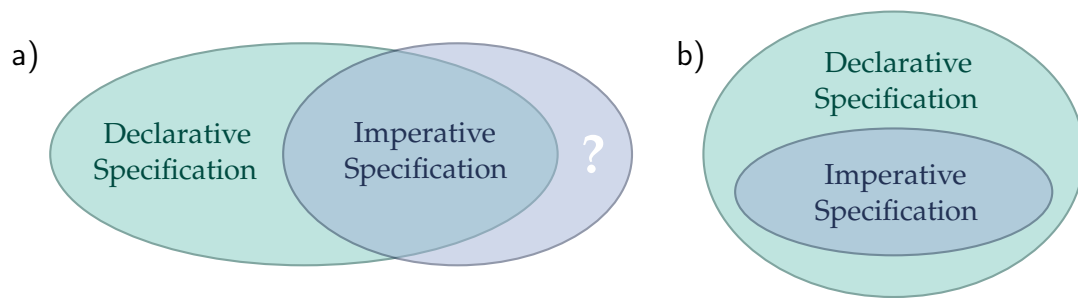 a)
Declarative
Specification
Imperative
Specification
?
b)
Declarative
Specification
Imperative
Specification